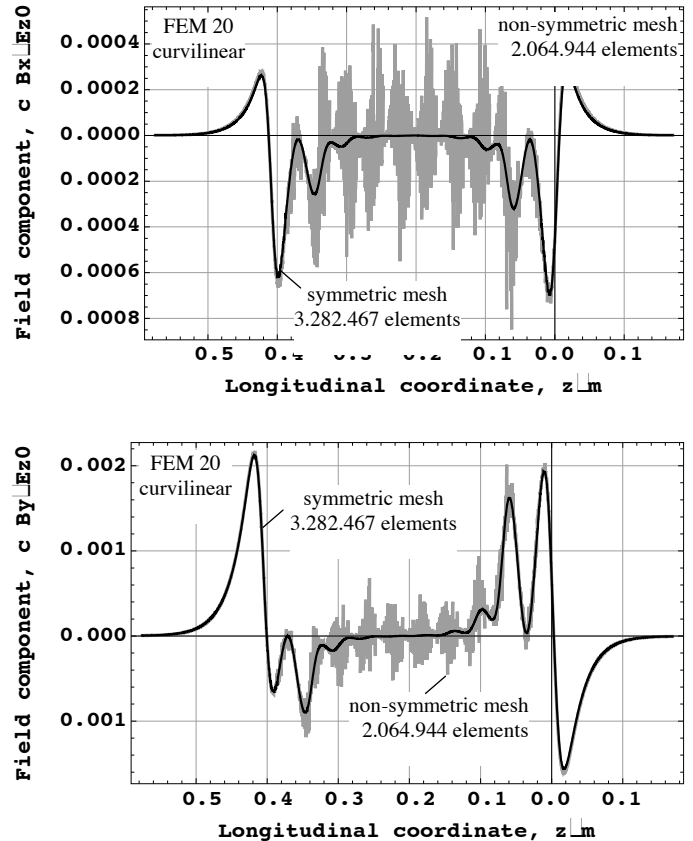 FEM 20
curvilinear
non-symmetric mesh
2.064.944 elements
0.0004
0.0002
0.0000
0.0002
0.0004
0.0006
0.0008
symmetric mesh
3.282.467 elements
0.5 0.4 0.3 0.2 0.1 0.0 0.1
Longitudinal coordinate, z m
Field component, c Bx Ez0
FEM 20
curvilinear
symmetric mesh
3.282.467 elements
0.002
0.001
0.000
0.001
non-symmetric mesh
2.064.944 elements
0.5 0.4 0.3 0.2 0.1 0.0 0.1
Longitudinal coordinate, z m
Field component, c By Ez0